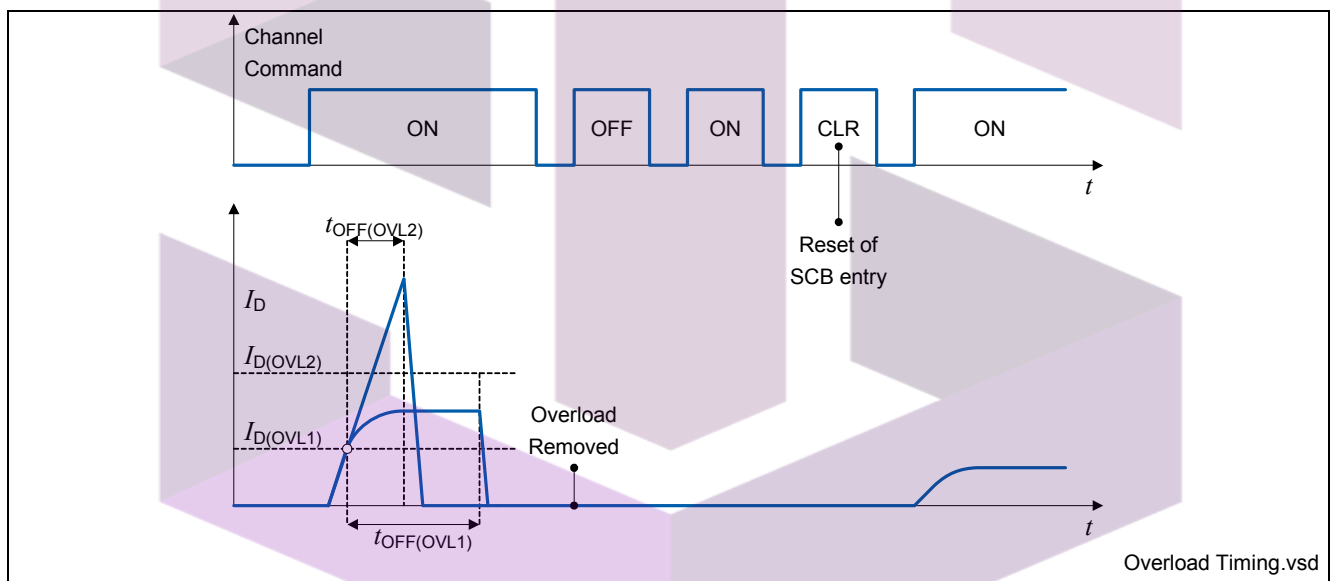 Channel
Command
ON
OFF
ON
CLR
ON
t
Reset of
SCB entry
tOFF(OVL2)
ID
ID(OVL2)
ID(OVL1)
Overload
Removed
tOFF(OVL1)
t
Overload Timing.vsd